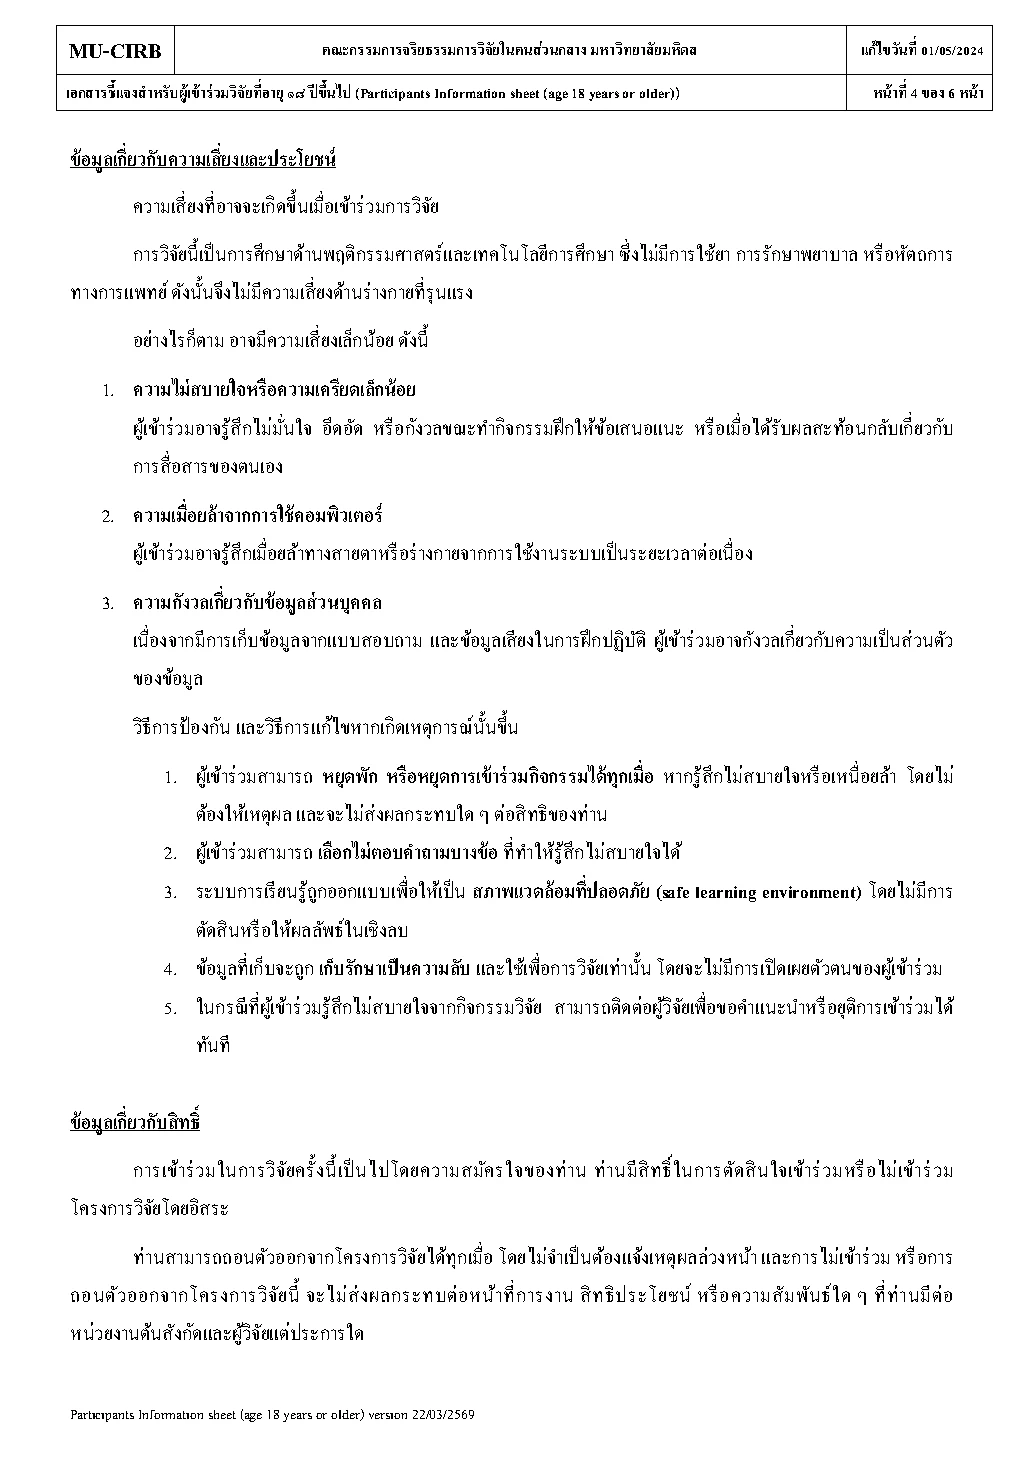 MU-CIRB
คณะกรรมการจริยธรรมการวิจัยในคนส่วนกลาง มหาวิทยาลัยมหิดล
แก้ไขวันที่ 01/05/2024
เอกสารชี้แจงสำหรับผู้เข้าร่วมวิจัยที่อายุ ๑๘ ปีขึ้นไป (Participants Information sheet (age 18 years or older))
หน้าที่ 4 ของ 6 หน้า
ข้อมูลเกี่ยวกับความเสี่ยงและประโยชน์
ความเสี่ยงที่อาจจะเกิดขึ้นเมื่อเข้าร่วมการวิจัย
การวิจัยนี้เป็นการศึกษาด้านพฤติกรรมศาสตร์และเทคโนโลยีการศึกษา ซึ่งไม่มีการใช้ยา การรักษาพยาบาล หรือหัตถการ
ทางการแพทย์ ดังนั้นจึงไม่มีความเสี่ยงด้านร่างกายที่รุนแรง
อย่างไรก็ตาม อาจมีความเสี่ยงเล็กน้อย ดังนี้
1. ความไม่สบายใจหรือความเครียดเล็กน้อย
ผู้เข้าร่วมอาจรู้สึกไม่มั่นใจ อึดอัด หรือกังวลขณะทำกิจกรรมฝึกให้ข้อเสนอแนะ หรือเมื่อได้รับผลสะท้อนกลับเกี่ยวกับ
การสื่อสารของตนเอง
2. ความเมื่อยล้าจากการใช้คอมพิวเตอร์
ผู้เข้าร่วมอาจรู้สึกเมื่อยล้าทางสายตาหรือร่างกายจากการใช้งานระบบเป็นระยะเวลาต่อเนื่อง
3. ความกังวลเกี่ยวกับข้อมูลส่วนบุคคล
เนื่องจากมีการเก็บข้อมูลจากแบบสอบถาม และข้อมูลเสียงในการฝึกปฏิบัติ ผู้เข้าร่วมอาจกังวลเกี่ยวกับความเป็นส่วนตัว
ของข้อมูล
วิธีการป้องกัน และวิธีการแก้ไขหากเกิดเหตุการณ์นั้นขึ้น
1. ผู้เข้าร่วมสามารถ หยุดพัก หรือหยุดการเข้าร่วมกิจกรรมได้ทุกเมื่อ หากรู้สึกไม่สบายใจหรือเหนื่อยล้า โดยไม่
ต้องให้เหตุผล และจะไม่ส่งผลกระทบใด ๆ ต่อสิทธิของท่าน
2. ผู้เข้าร่วมสามารถ เลือกไม่ตอบคำถามบางข้อ ที่ทำให้รู้สึกไม่สบายใจได้
3. ระบบการเรียนรู้ถูกออกแบบเพื่อให้เป็น สภาพแวดล้อมที่ปลอดภัย (safe learning environment) โดยไม่มีการ
ตัดสินหรือให้ผลลัพธ์ในเชิงลบ
4. ข้อมูลที่เก็บจะถูก เก็บรักษาเป็นความลับ และใช้เพื่อการวิจัยเท่านั้น โดยจะไม่มีการเปิดเผยตัวตนของผู้เข้าร่วม
5. ในกรณีที่ผู้เข้าร่วมรู้สึกไม่สบายใจจากกิจกรรมวิจัย สามารถติดต่อผู้วิจัยเพื่อขอคำแนะนำหรือยุติการเข้าร่วมได้
ทันที
ข้อมูลเกี่ยวกับสิทธิ์
การเข้าร่วมในการวิจัยครั้งนี้เป็นไปโดยความสมัครใจของท่าน ท่านมีสิทธิ์ในการตัดสินใจเข้าร่วมหรือไม่เข้าร่วม
โครงการวิจัยโดยอิสระ
ท่านสามารถถอนตัวออกจากโครงการวิจัยได้ทุกเมื่อ โดยไม่จำเป็นต้องแจ้งเหตุผลล่วงหน้า และการไม่เข้าร่วม หรือการ
ถอนตัวออกจากโครงการวิจัยนี้ จะไม่ส่งผลกระทบต่อหน้าที่การงาน สิทธิประโยชน์ หรือความสัมพันธ์ใด ๆ ที่ท่านมีต่อ
หน่วยงานต้นสังกัดและผู้วิจัยแต่ประการใด
Participants Information sheet (age 18 years or older) version 22/03/2569